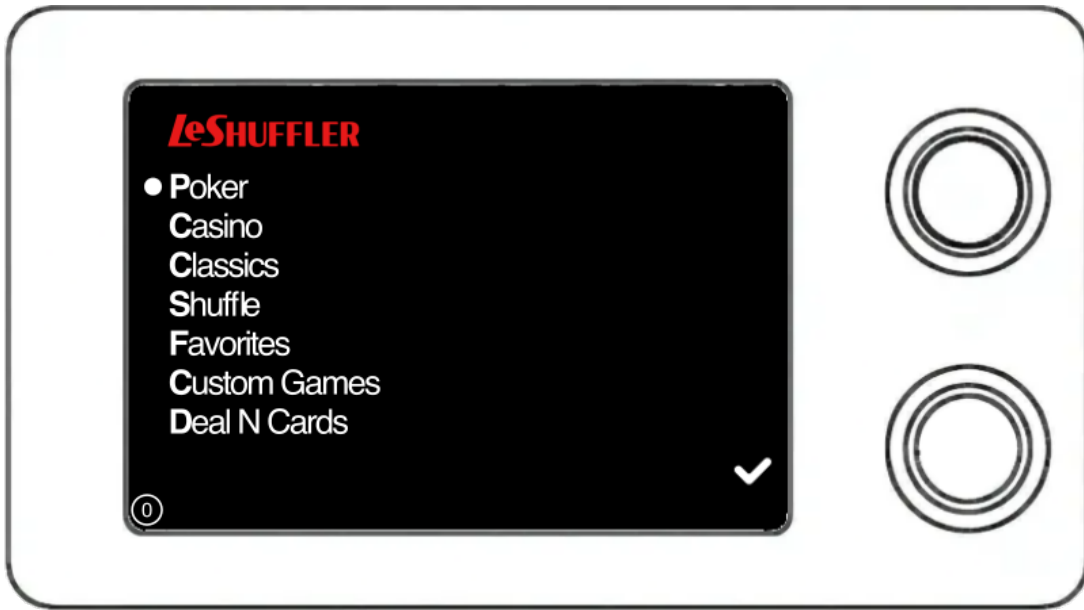 LeSHUFFLER
Poker
Casino
Classics
Shuffle
Favorites
Custom Games
Deal N Cards
0